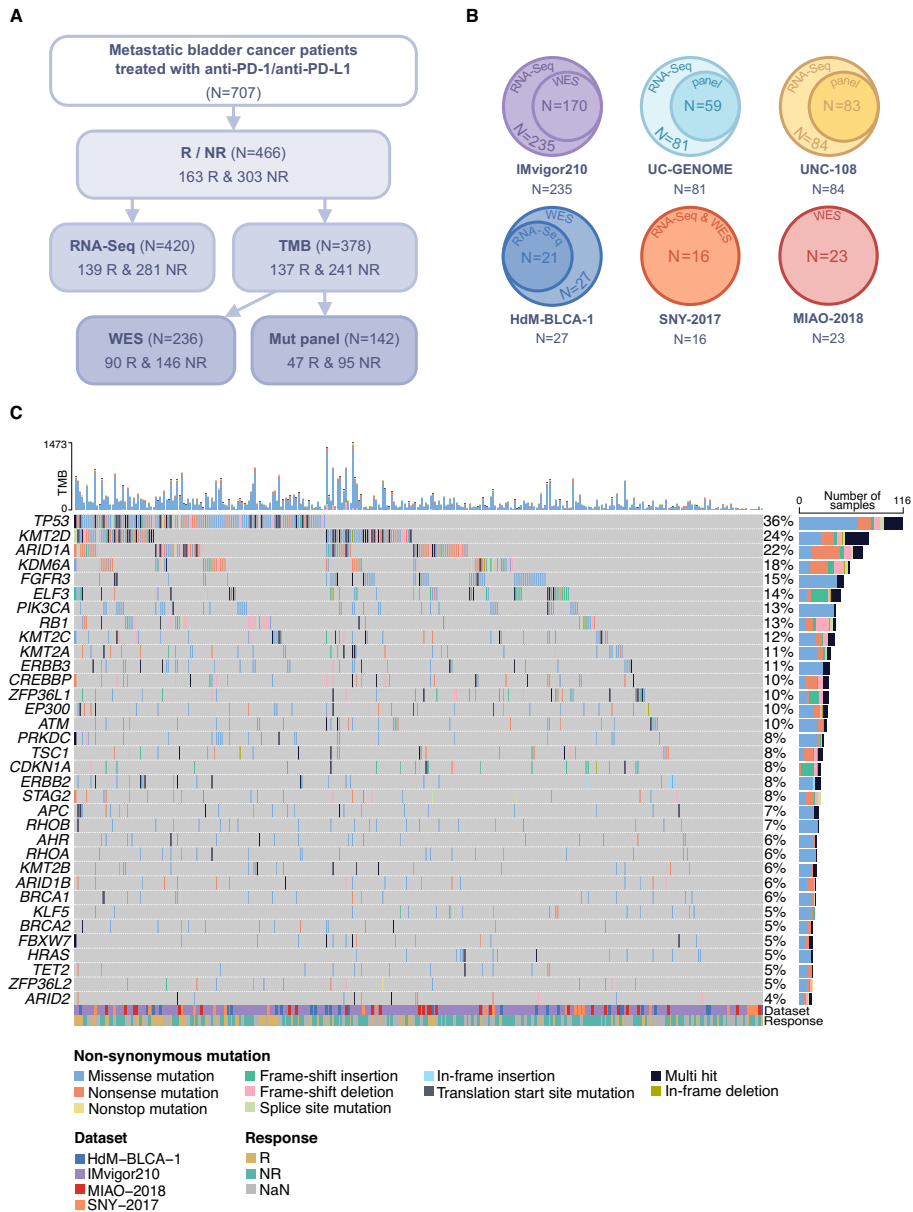 A
Metastatic bladder cancer patients
treated with anti-PD-1/anti-PD-L1
(N=707)
R / NR (N=466)
163 R & 303 NR
RNA-Seq (N=420)
139 R & 281 NR
TMB (N=378)
137 R & 241 NR
WES (N=236)
90 R & 146 NR
Mut panel (N=142)
47 R & 95 NR
B
RNA-Seq
WES
N=170
N=235
IMvigor210
N=235
RNA-Seq
panel
N=59
N=81
UC-GENOME
N=81
RNA-Seq
panel
N=83
N=84
UNC-108
N=84
WES
RNA-Seq
N=21
N=27
HdM-BLCA-1
N=27
RNA-Seq & WES
N=16
SNY-2017
N=16
WES
N=23
MIAO-2018
N=23
C
1473
TMB
0
0 Number of samples 116
TP53 36%
KMT2D 24%
ARID1A 22%
KDM6A 18%
FGFR3 15%
ELF3 14%
PIK3CA 13%
RB1 13%
KMT2C 12%
KMT2A 11%
ERBB3 11%
CREBBP 10%
ZFP36L1 10%
EP300 10%
ATM 10%
PRKDC 8%
TSC1 8%
CDKN1A 8%
ERBB2 8%
STAG2 8%
APC 7%
RHOB 7%
AHR 6%
RHOA 6%
KMT2B 6%
ARID1B 6%
BRCA1 6%
KLF5 5%
BRCA2 5%
FBXW7 5%
HRAS 5%
TET2 5%
ZFP36L2 5%
ARID2 4%
Dataset
Response
Non-synonymous mutation
Missense mutation
Nonsense mutation
Nonstop mutation
Frame-shift insertion
Frame-shift deletion
Splice site mutation
In-frame insertion
Translation start site mutation
Multi hit
In-frame deletion
Dataset
HdM−BLCA−1
IMvigor210
MIAO−2018
SNY−2017
Response
R
NR
NaN